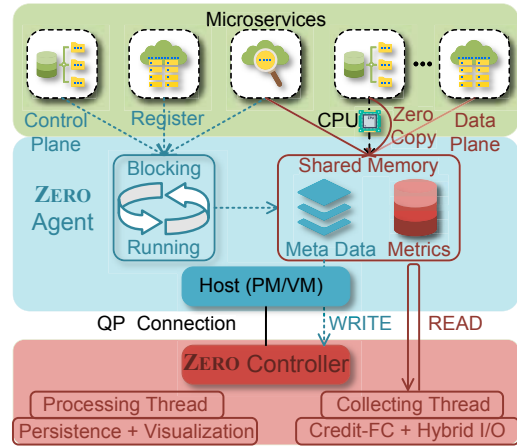 Microservices
Control Plane
Register
CPU
Zero Copy
Data Plane
ZERO Agent
Blocking
Running
Shared Memory
Meta Data
Metrics
Host (PM/VM)
QP Connection
WRITE
READ
ZERO Controller
Processing Thread
Persistence + Visualization
Collecting Thread
Credit-FC + Hybrid I/O